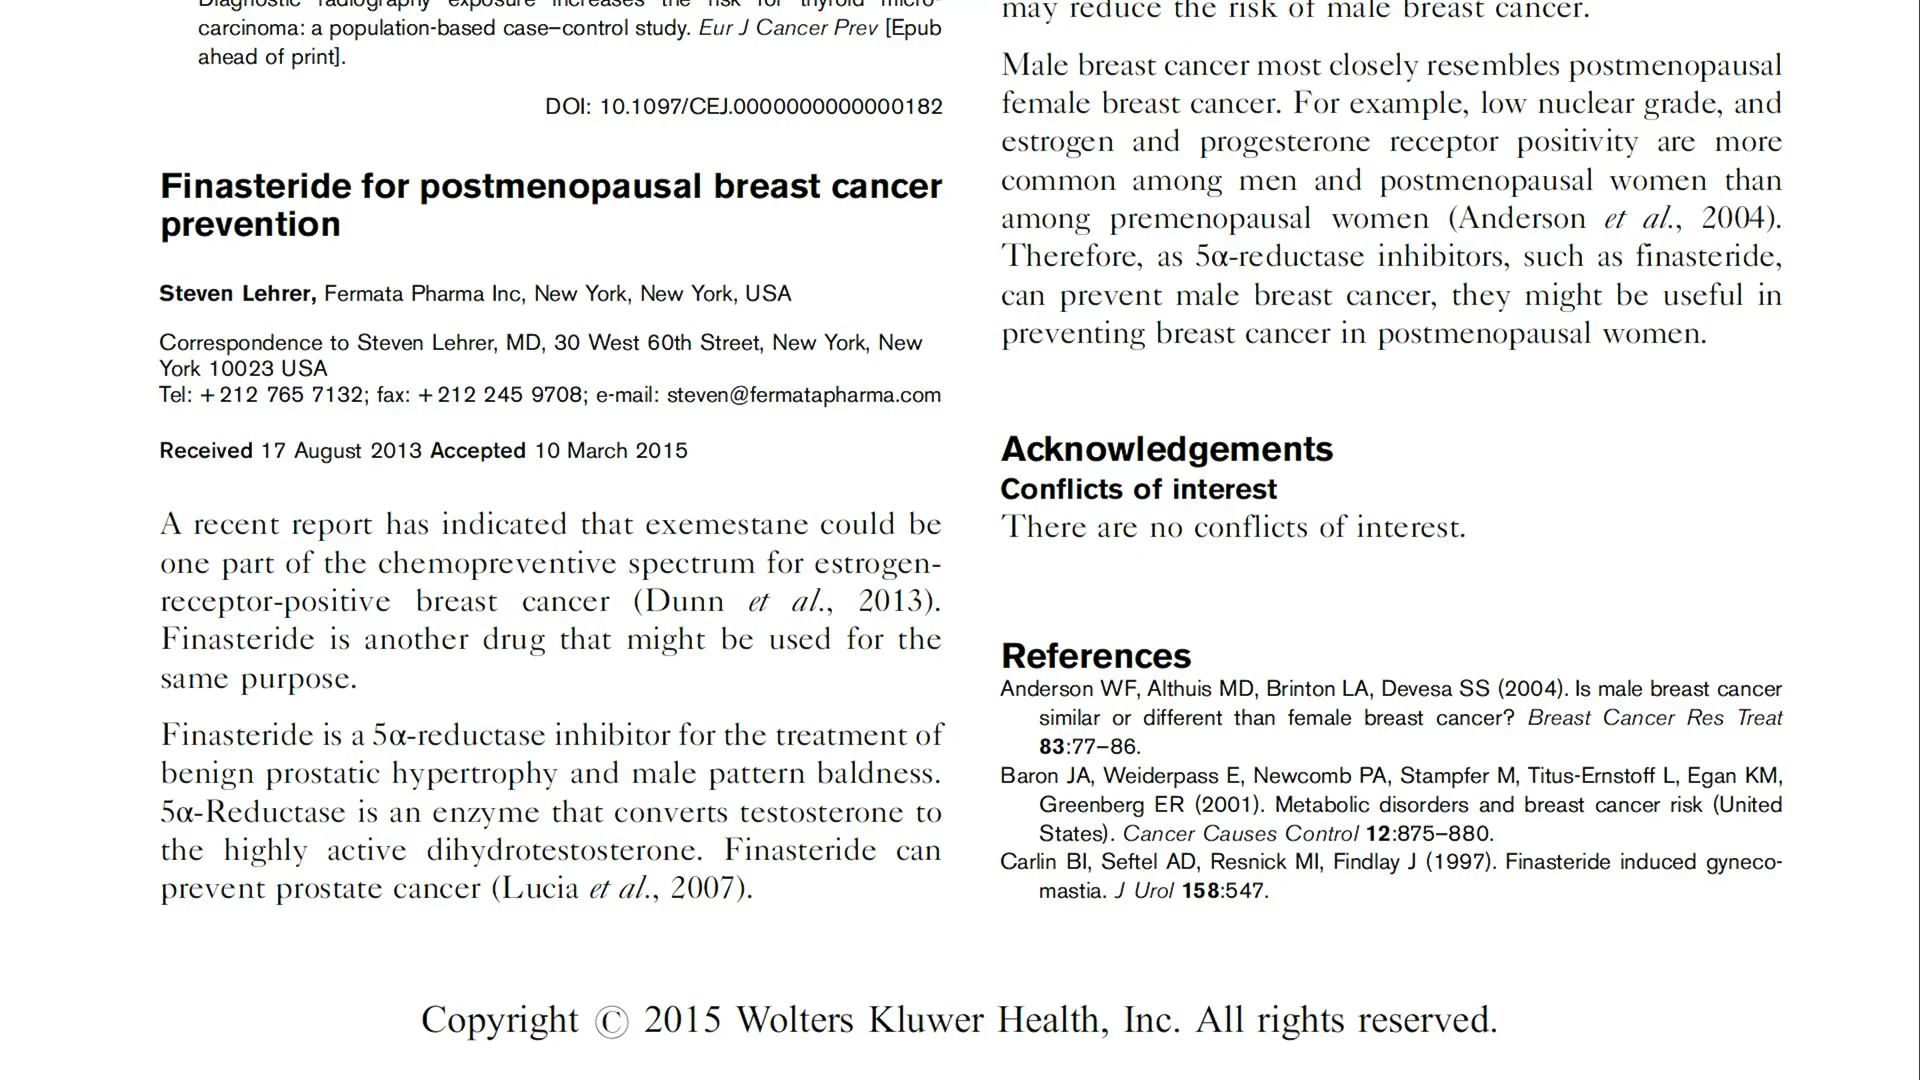 Diagnostic radiography exposure increases the risk for thyroid micro-
carcinoma: a population-based case–control study. Eur J Cancer Prev [Epub
ahead of print].
DOI: 10.1097/CEJ.0000000000000182
Finasteride for postmenopausal breast cancer
prevention
Steven Lehrer, Fermata Pharma Inc, New York, New York, USA
Correspondence to Steven Lehrer, MD, 30 West 60th Street, New York, New
York 10023 USA
Tel: +212 765 7132; fax: +212 245 9708; e-mail: steven@fermatapharma.com
Received 17 August 2013 Accepted 10 March 2015
A recent report has indicated that exemestane could be
one part of the chemopreventive spectrum for estrogen-
receptor-positive breast cancer (Dunn et al., 2013).
Finasteride is another drug that might be used for the
same purpose.
Finasteride is a 5α-reductase inhibitor for the treatment of
benign prostatic hypertrophy and male pattern baldness.
5α-Reductase is an enzyme that converts testosterone to
the highly active dihydrotestosterone. Finasteride can
prevent prostate cancer (Lucia et al., 2007).
may reduce the risk of male breast cancer.
Male breast cancer most closely resembles postmenopausal
female breast cancer. For example, low nuclear grade, and
estrogen and progesterone receptor positivity are more
common among men and postmenopausal women than
among premenopausal women (Anderson et al., 2004).
Therefore, as 5α-reductase inhibitors, such as finasteride,
can prevent male breast cancer, they might be useful in
preventing breast cancer in postmenopausal women.
Acknowledgements
Conflicts of interest
There are no conflicts of interest.
References
Anderson WF, Althuis MD, Brinton LA, Devesa SS (2004). Is male breast cancer
similar or different than female breast cancer? Breast Cancer Res Treat
83:77–86.
Baron JA, Weiderpass E, Newcomb PA, Stampfer M, Titus-Ernstoff L, Egan KM,
Greenberg ER (2001). Metabolic disorders and breast cancer risk (United
States). Cancer Causes Control 12:875–880.
Carlin BI, Seftel AD, Resnick MI, Findlay J (1997). Finasteride induced gyneco-
mastia. J Urol 158:547.
Copyright © 2015 Wolters Kluwer Health, Inc. All rights reserved.